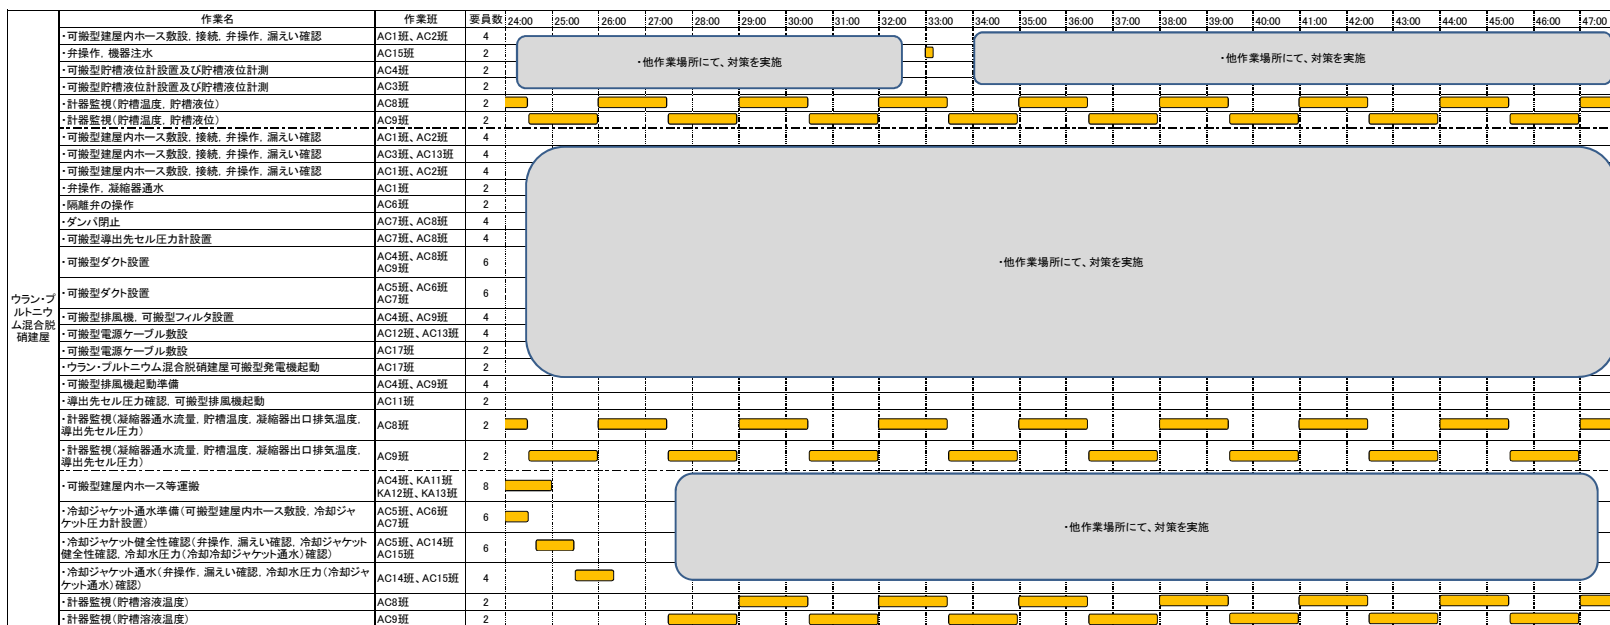 作業名 作業班 要員数 24:00 25:00 26:00 27:00 28:00 29:00 30:00 31:00 32:00 33:00 34:00 35:00 36:00 37:00 38:00 39:00 40:00 41:00 42:00 43:00 44:00 45:00 46:00 47:00
ウラン・プ
ルトニウ
ム混合脱
硝建屋
・可搬型建屋内ホース敷設, 接続, 弁操作, 漏えい確認 AC1班、AC2班 4
・弁操作, 機器注水 AC15班 2
・可搬型貯槽液位計設置及び貯槽液位計測 AC4班 2
・可搬型貯槽液位計設置及び貯槽液位計測 AC3班 2
・他作業場所にて、対策を実施
・他作業場所にて、対策を実施
・計器監視(貯槽温度, 貯槽液位) AC8班 2
・計器監視(貯槽温度, 貯槽液位) AC9班 2
・可搬型建屋内ホース敷設, 接続, 弁操作, 漏えい確認 AC1班、AC2班 4
・可搬型建屋内ホース敷設, 接続, 弁操作, 漏えい確認 AC3班、AC13班 4
・可搬型建屋内ホース敷設, 接続, 弁操作, 漏えい確認 AC1班、AC2班 4
・弁操作, 凝縮器通水 AC1班 2
・隔離弁の操作 AC6班 2
・ダンパ閉止 AC7班、AC8班 4
・可搬型導出先セル圧力計設置 AC7班、AC8班 4
・可搬型ダクト設置 AC4班、AC8班
AC9班 6
・他作業場所にて、対策を実施
・可搬型ダクト設置 AC5班、AC6班
AC7班 6
・可搬型排風機, 可搬型フィルタ設置 AC4班、AC9班 4
・可搬型電源ケーブル敷設 AC12班、AC13班 4
・可搬型電源ケーブル敷設 AC17班 2
・ウラン・プルトニウム混合脱硝建屋可搬型発電機起動 AC17班 2
・可搬型排風機起動準備 AC4班、AC9班 4
・導出先セル圧力確認, 可搬型排風機起動 AC11班 2
・計器監視(凝縮器通水流量, 貯槽温度, 凝縮器出口排気温度,
導出先セル圧力) AC8班 2
・計器監視(凝縮器通水流量, 貯槽温度, 凝縮器出口排気温度,
導出先セル圧力) AC9班 2
・可搬型建屋内ホース等運搬 AC4班、KA11班
KA12班、KA13班 8
・冷却ジャケット通水準備(可搬型建屋内ホース敷設, 冷却ジャ
ケット圧力計設置) AC5班、AC6班
AC7班 6
・他作業場所にて、対策を実施
・冷却ジャケット健全性確認(弁操作, 漏えい確認, 冷却ジャケット
健全性確認, 冷却水圧力(冷却冷却ジャケット通水)確認) AC5班、AC14班
AC15班 6
・冷却ジャケット通水(弁操作, 漏えい確認, 冷却水圧力(冷却ジャ
ケット通水)確認) AC14班、AC15班 4
・計器監視(貯槽溶液温度) AC8班 2
・計器監視(貯槽溶液温度) AC9班 2